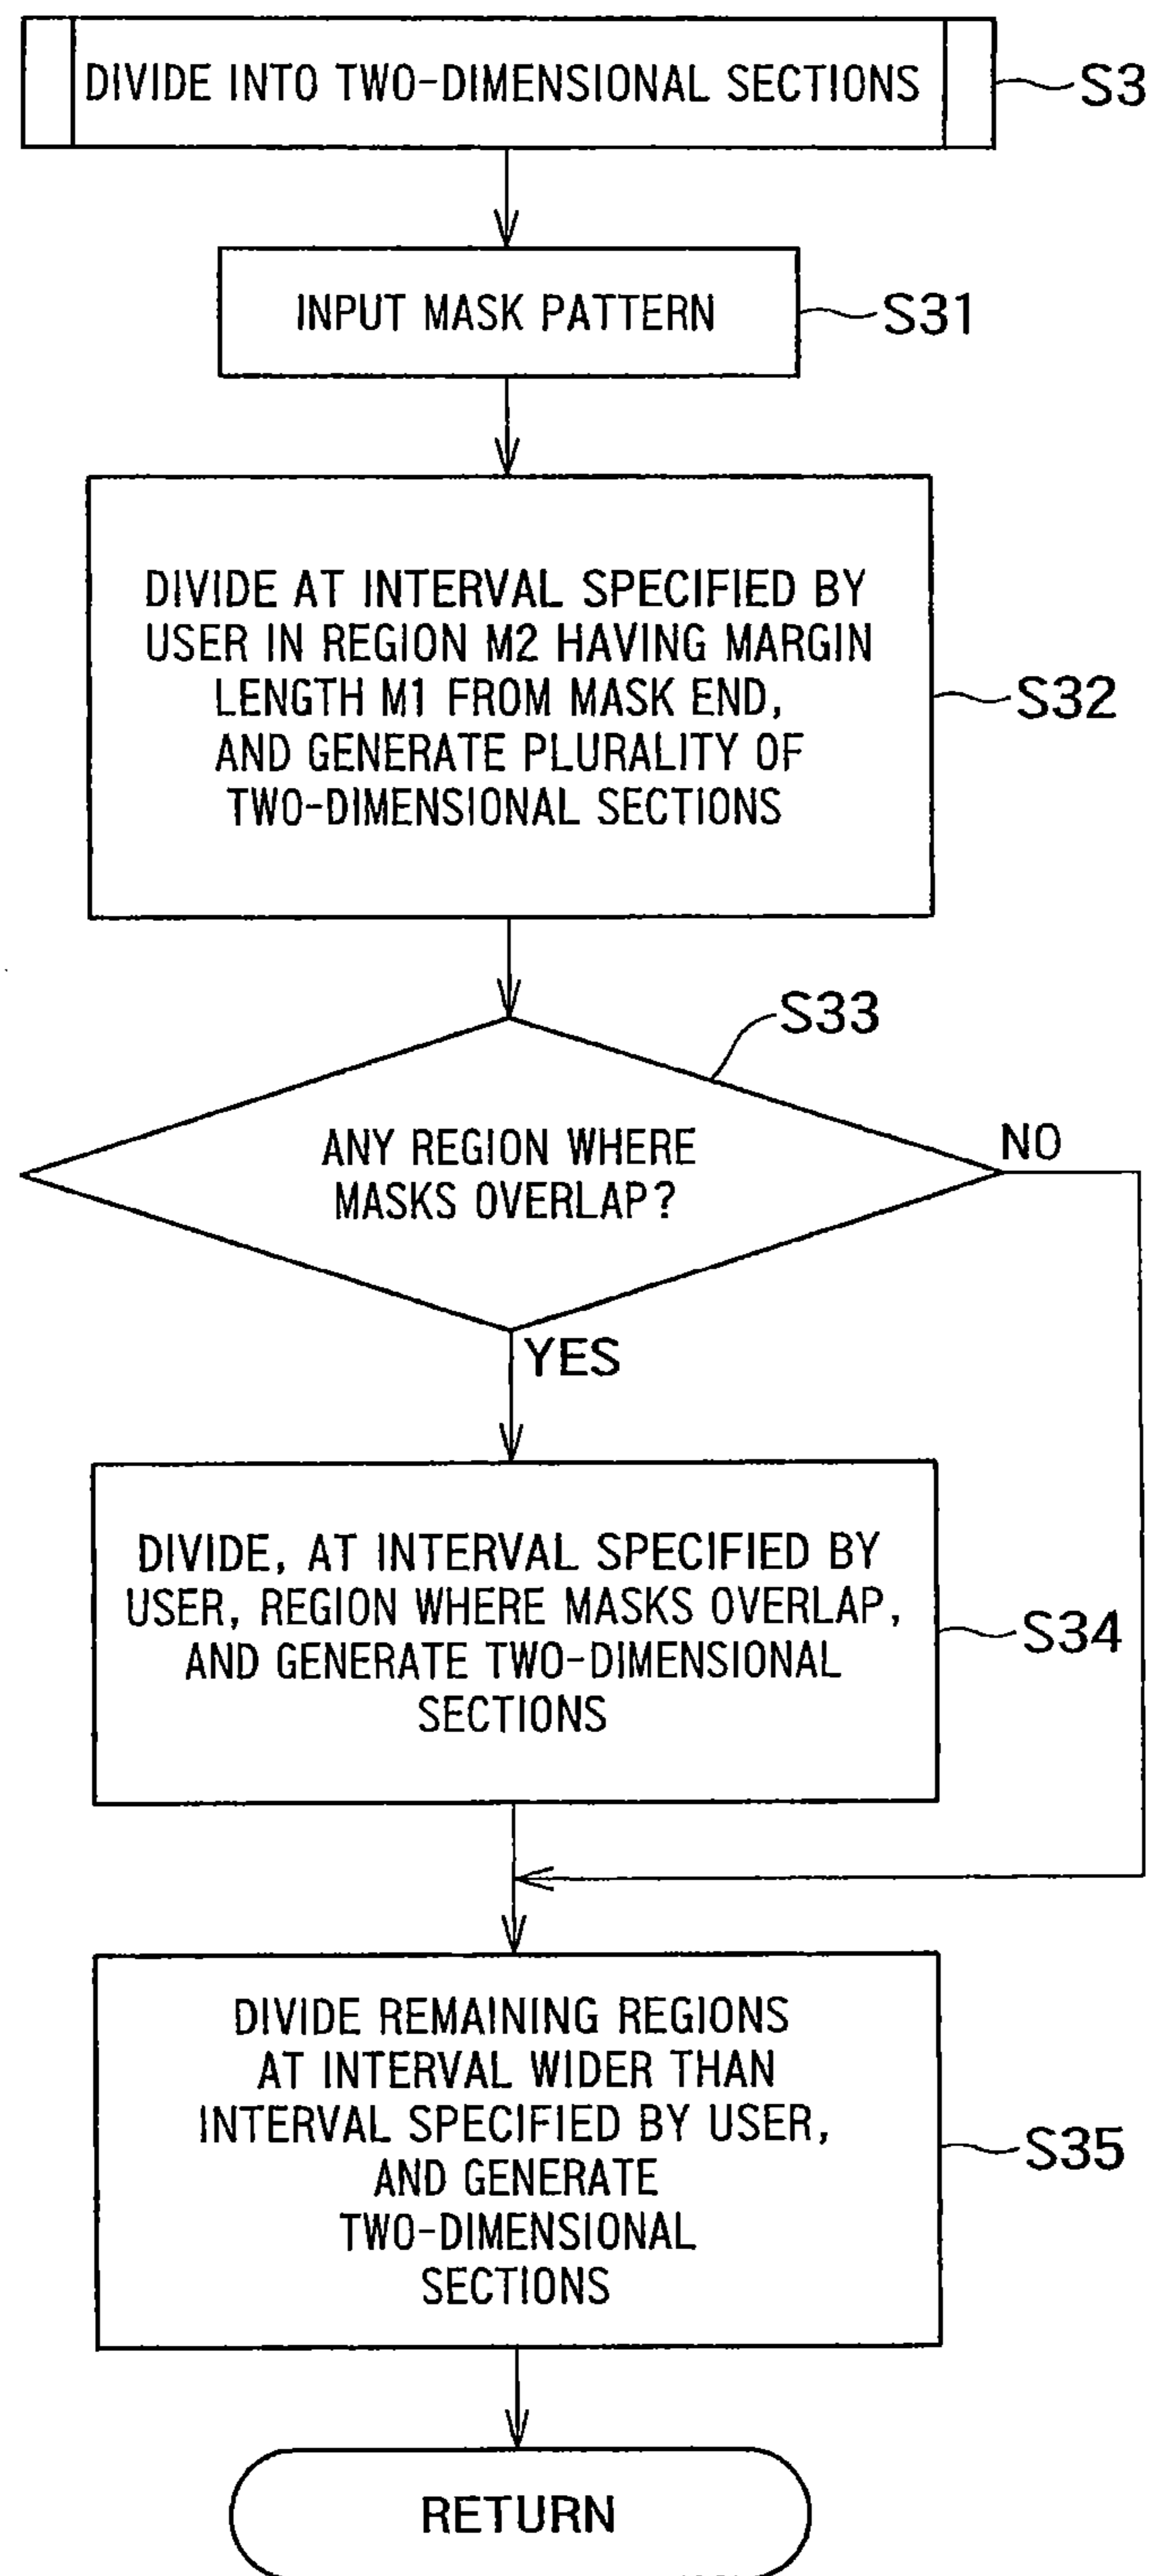 DIVIDE INTO TWO-DIMENSIONAL SECTIONS
S3
INPUT MASK PATTERN
S31
DIVIDE AT INTERVAL SPECIFIED BY
USER IN REGION M2 HAVING MARGIN
LENGTH M1 FROM MASK END,
AND GENERATE PLURALITY OF
TWO-DIMENSIONAL SECTIONS
S32
S33
ANY REGION WHERE
MASKS OVERLAP?
NO
YES
DIVIDE, AT INTERVAL SPECIFIED BY
USER, REGION WHERE MASKS OVERLAP,
AND GENERATE TWO-DIMENSIONAL
SECTIONS
S34
DIVIDE REMAINING REGIONS
AT INTERVAL WIDER THAN
INTERVAL SPECIFIED BY USER,
AND GENERATE
TWO-DIMENSIONAL
SECTIONS
S35
RETURN